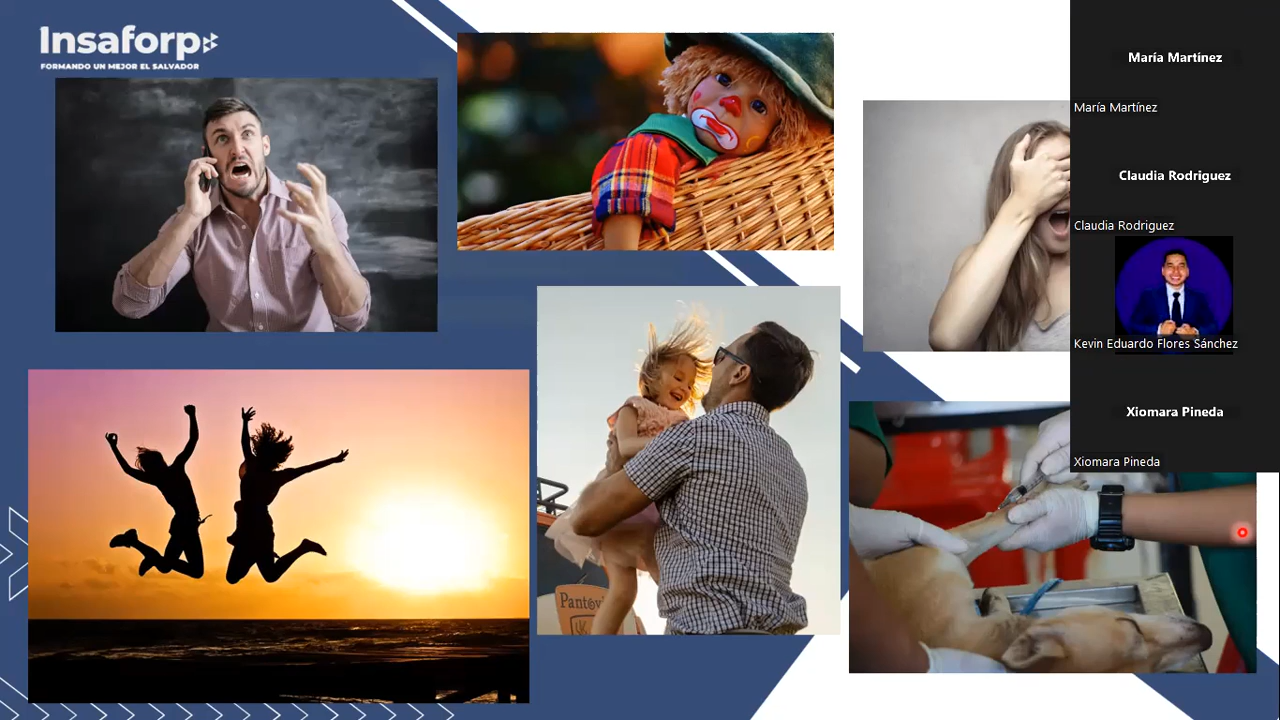 Insaforp
FORMANDO UN MEJOR EL SALVADOR
María Martínez
María Martínez
Claudia Rodriguez
Claudia Rodriguez
Kevin Eduardo Flores Sánchez
Xiomara Pineda
Xiomara Pineda